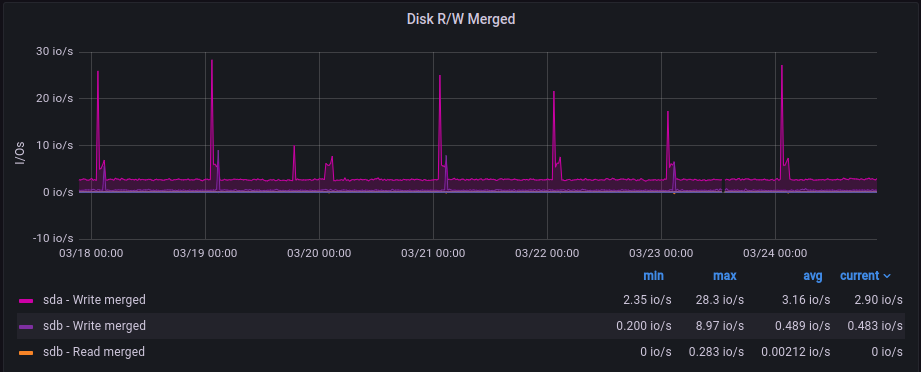 Disk R/W Merged
30 io/s
20 io/s
10 io/s
0 io/s
-10 io/s
I/Os
03/18 00:00 03/19 00:00 03/20 00:00 03/21 00:00 03/22 00:00 03/23 00:00 03/24 00:00
min max avg current
sda - Write merged 2.35 io/s 28.3 io/s 3.16 io/s 2.90 io/s
sdb - Write merged 0.200 io/s 8.97 io/s 0.489 io/s 0.483 io/s
sdb - Read merged 0 io/s 0.283 io/s 0.00212 io/s 0 io/s